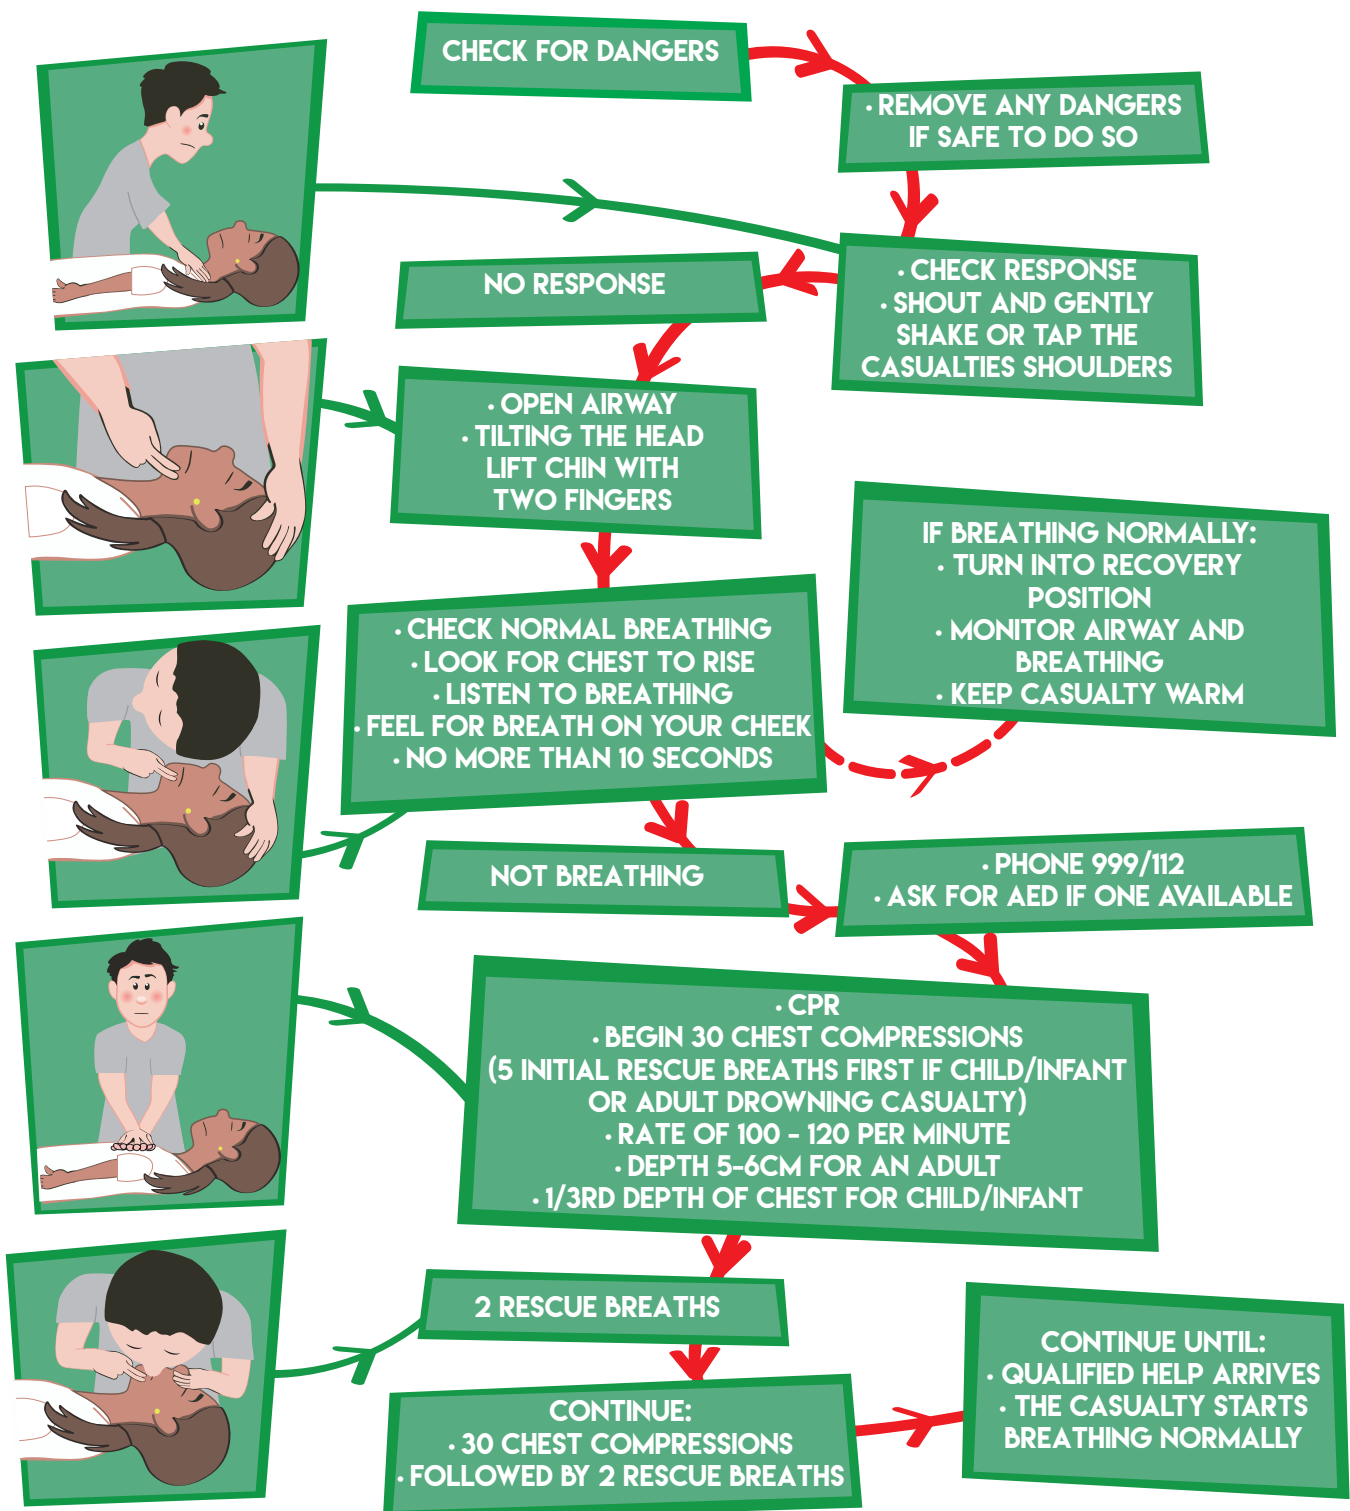 CHECK FOR DANGERS
• REMOVE ANY DANGERS
IF SAFE TO DO SO
• CHECK RESPONSE
• SHOUT AND GENTLY
SHAKE OR TAP THE
CASUALTIES SHOULDERS
NO RESPONSE
• OPEN AIRWAY
• TILTING THE HEAD
LIFT CHIN WITH
TWO FINGERS
• CHECK NORMAL BREATHING
• LOOK FOR CHEST TO RISE
• LISTEN TO BREATHING
• FEEL FOR BREATH ON YOUR CHEEK
• NO MORE THAN 10 SECONDS
IF BREATHING NORMALLY:
• TURN INTO RECOVERY
POSITION
• MONITOR AIRWAY AND
BREATHING
• KEEP CASUALTY WARM
NOT BREATHING
• PHONE 999/112
• ASK FOR AED IF ONE AVAILABLE
• CPR
• BEGIN 30 CHEST COMPRESSIONS
(5 INITIAL RESCUE BREATHS FIRST IF CHILD/INFANT
OR ADULT DROWNING CASUALTY)
• RATE OF 100 - 120 PER MINUTE
• DEPTH 5-6CM FOR AN ADULT
• 1/3RD DEPTH OF CHEST FOR CHILD/INFANT
2 RESCUE BREATHS
CONTINUE:
• 30 CHEST COMPRESSIONS
• FOLLOWED BY 2 RESCUE BREATHS
CONTINUE UNTIL:
• QUALIFIED HELP ARRIVES
• THE CASUALTY STARTS
BREATHING NORMALLY